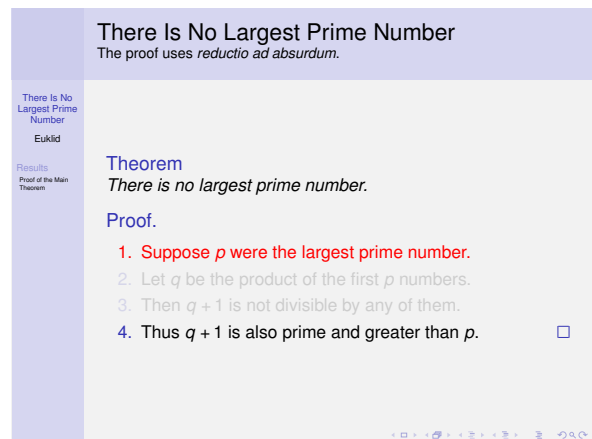 There Is No Largest Prime Number
The proof uses reductio ad absurdum.
There Is No
Largest Prime
Number
Euklid
Results
Proof of the Main
Theorem
Theorem
There is no largest prime number.
Proof.
1. Suppose p were the largest prime number.
2. Let q be the product of the first p numbers.
3. Then q + 1 is not divisible by any of them.
4. Thus q + 1 is also prime and greater than p.